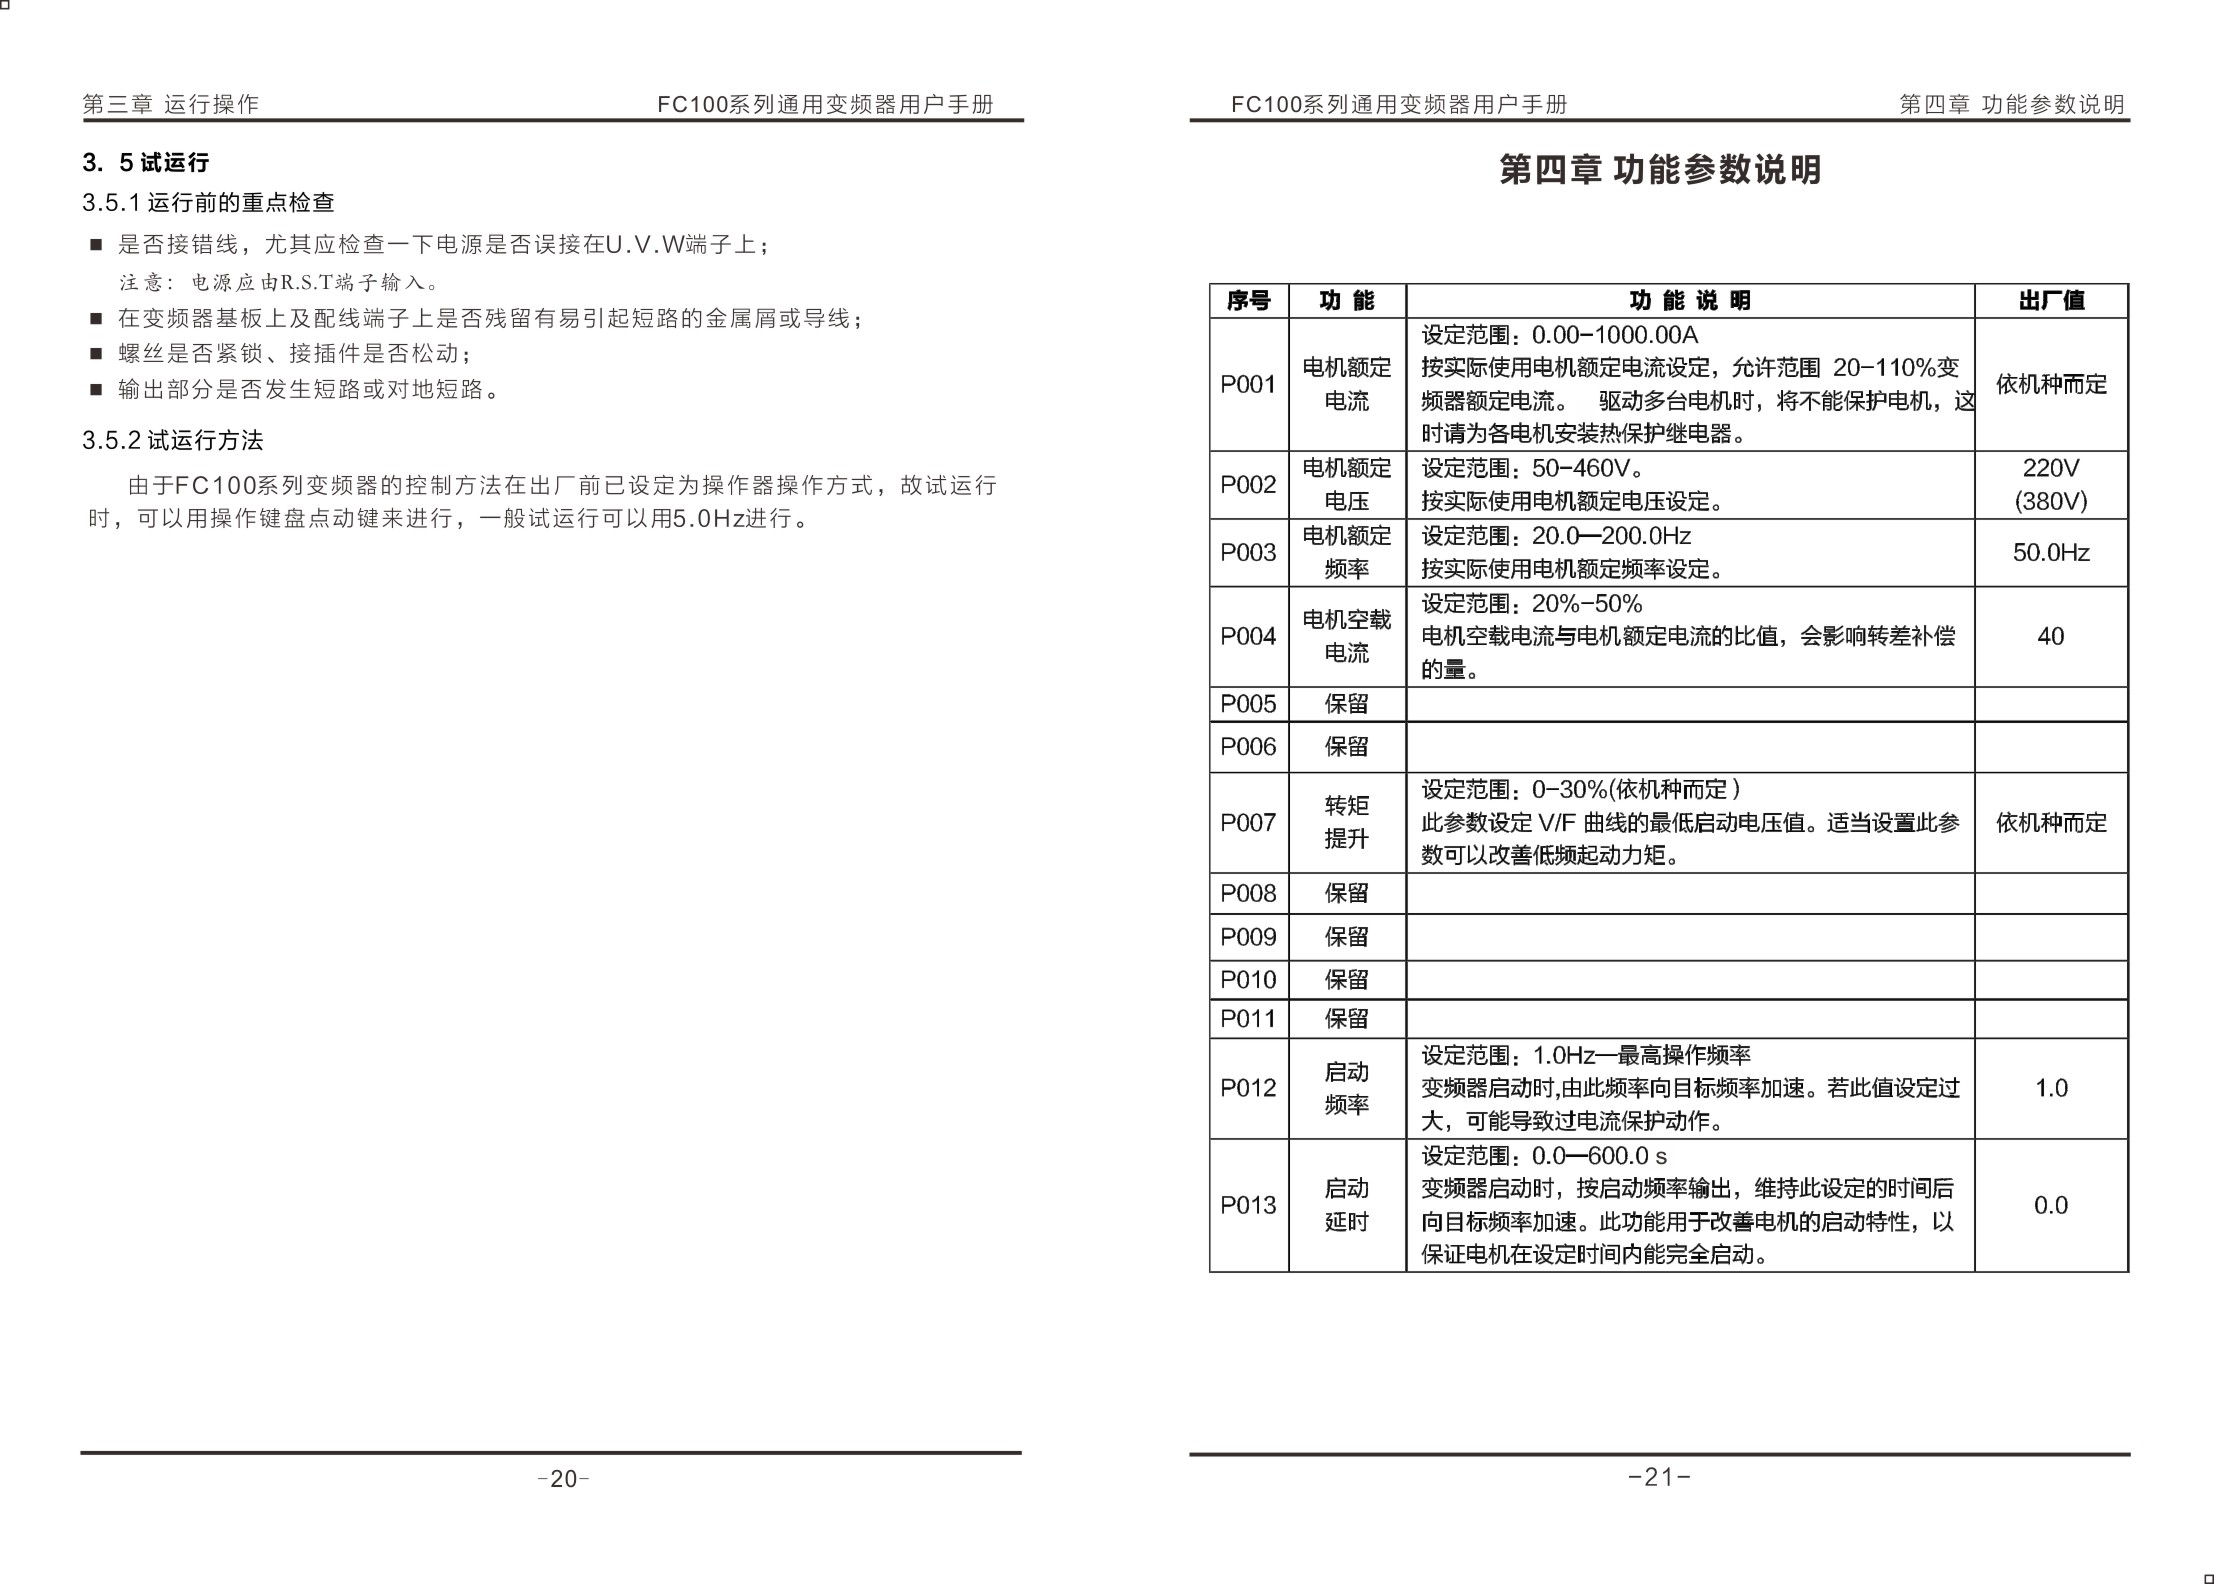 第三章 运行操作
FC100系列通用变频器用户手册
3. 5 试运行
3.5.1 运行前的重点检查
■ 是否接错线，尤其应检查一下电源是否误接在U.V.W端子上；
注意：电源应由R.S.T端子输入。
■ 在变频器基板上及配线端子上是否残留有易引起短路的金属屑或导线；
■ 螺丝是否紧锁、接插件是否松动；
■ 输出部分是否发生短路或对地短路。
3.5.2 试运行方法
由于FC100系列变频器的控制方法在出厂前已设定为操作器操作方式，故试运行
时，可以用操作键盘点动键来进行，一般试运行可以用5.0Hz进行。
-20-
FC100系列通用变频器用户手册
第四章 功能参数说明
第四章 功能参数说明
序号 功 能 功 能 说 明 出厂值
P001
电机额定
电流
设定范围：0.00-1000.00A
按实际使用电机额定电流设定，允许范围 20-110%变
频器额定电流。 驱动多台电机时，将不能保护电机，这
时请为各电机安装热保护继电器。
依机种而定
P002
电机额定
电压
设定范围：50-460V。
按实际使用电机额定电压设定。
220V
(380V)
P003
电机额定
频率
设定范围：20.0—200.0Hz
按实际使用电机额定频率设定。
50.0Hz
P004
电机空载
电流
设定范围：20%-50%
电机空载电流与电机额定电流的比值，会影响转差补偿
的量。
40
P005 保留
P006 保留
P007
转矩
提升
设定范围：0-30%(依机种而定)
此参数设定 V/F 曲线的最低启动电压值。适当设置此参
数可以改善低频起动力矩。
依机种而定
P008 保留
P009 保留
P010 保留
P011 保留
P012
启动
频率
设定范围：1.0Hz—最高操作频率
变频器启动时,由此频率向目标频率加速。若此值设定过
大，可能导致过电流保护动作。
1.0
P013
启动
延时
设定范围：0.0—600.0 s
变频器启动时，按启动频率输出，维持此设定的时间后
向目标频率加速。此功能用于改善电机的启动特性，以
保证电机在设定时间内能完全启动。
0.0
-21-